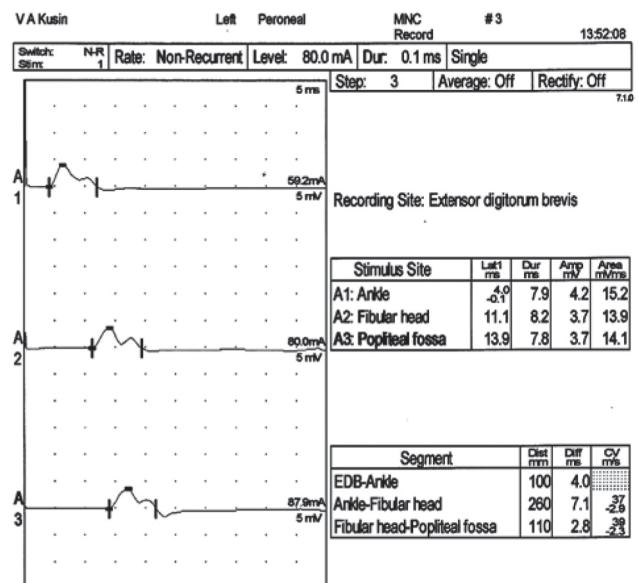 V A Kusin Left Peroneal MNC #3
Record 13:52:08
Switch: N-R Rate: Non-Recurrent Level: 80.0 mA Dur: 0.1 ms Single
Stim: 1
5 ms Step: 3 Average: Off Rectify: Off
7.1.0
A1 59.2mA
5 mV
Recording Site: Extensor digitorum brevis
Stimulus Site Lat1 ms Dur ms Amp mV Area mVms
A1: Ankle 4.0 -0.1 7.9 4.2 15.2
A2: Fibular head 11.1 8.2 3.7 13.9
A3: Popliteal fossa 13.9 7.8 3.7 14.1
A2 80.0mA
5 mV
Segment Dist mm Diff ms CV m/s
EDB-Ankle 100 4.0
Ankle-Fibular head 260 7.1 37 -2.9
Fibular head-Popliteal fossa 110 2.8 39 -2.3
A3 87.9mA
5 mV